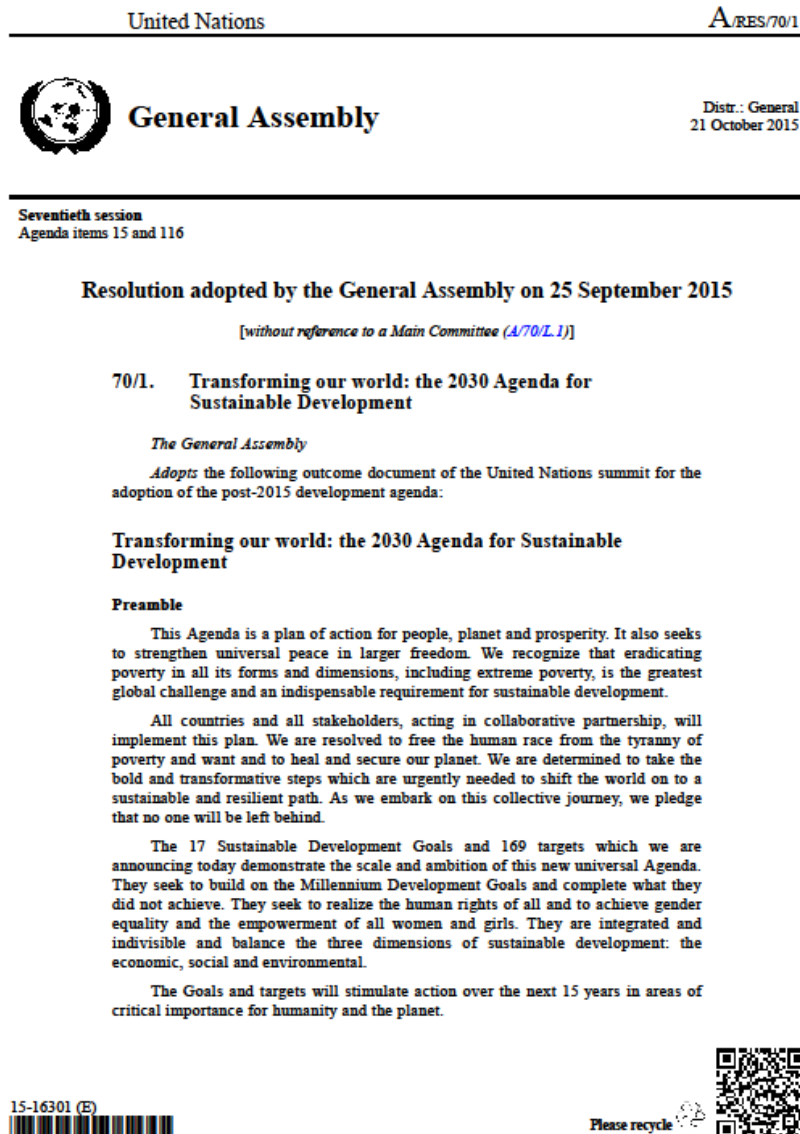 United Nations
A/RES/70/1
General Assembly
Distr.: General
21 October 2015
Seventieth session
Agenda items 15 and 116
Resolution adopted by the General Assembly on 25 September 2015
[without reference to a Main Committee (A/70/L.1)]
70/1. Transforming our world: the 2030 Agenda for
Sustainable Development
The General Assembly
Adopts the following outcome document of the United Nations summit for the
adoption of the post-2015 development agenda:
Transforming our world: the 2030 Agenda for Sustainable
Development
Preamble
This Agenda is a plan of action for people, planet and prosperity. It also seeks
to strengthen universal peace in larger freedom. We recognize that eradicating
poverty in all its forms and dimensions, including extreme poverty, is the greatest
global challenge and an indispensable requirement for sustainable development.
All countries and all stakeholders, acting in collaborative partnership, will
implement this plan. We are resolved to free the human race from the tyranny of
poverty and want and to heal and secure our planet. We are determined to take the
bold and transformative steps which are urgently needed to shift the world on to a
sustainable and resilient path. As we embark on this collective journey, we pledge
that no one will be left behind.
The 17 Sustainable Development Goals and 169 targets which we are
announcing today demonstrate the scale and ambition of this new universal Agenda.
They seek to build on the Millennium Development Goals and complete what they
did not achieve. They seek to realize the human rights of all and to achieve gender
equality and the empowerment of all women and girls. They are integrated and
indivisible and balance the three dimensions of sustainable development: the
economic, social and environmental.
The Goals and targets will stimulate action over the next 15 years in areas of
critical importance for humanity and the planet.
15-16301 (E)
Please recycle